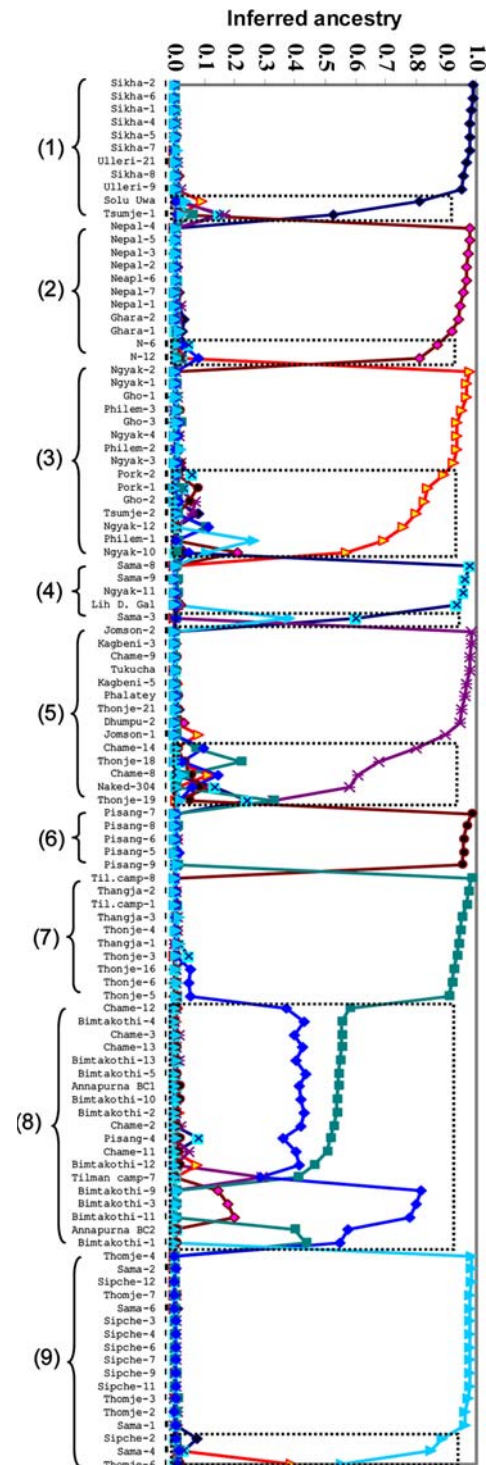 Inferred ancestry
0.0 0.1 0.2 0.3 0.4 0.5 0.6 0.7 0.8 0.9 1.0
(1)
Sikha-2
Sikha-6
Sikha-1
Sikha-4
Sikha-5
Sikha-7
Ulleri-21
Sikha-8
Ulleri-9
Solu Uwa
Tsumje-1
(2)
Nepal-4
Nepal-5
Nepal-3
Nepal-2
Neapl-6
Nepal-7
Nepal-1
Ghara-2
Ghara-1
N-6
N-12
(3)
Ngyak-2
Ngyak-1
Gho-1
Philem-3
Gho-3
Ngyak-4
Philem-2
Ngyak-3
Pork-2
Pork-1
Gho-2
Tsumje-2
Ngyak-12
Philem-1
Ngyak-10
(4)
Sama-8
Sama-9
Ngyak-11
Lih D. Gal
Sama-3
(5)
Jomson-2
Kagbeni-3
Chame-9
Tukucha
Kagbeni-5
Phalatey
Thonje-21
Dhumpu-2
Jomson-1
Chame-14
Thonje-18
Chame-8
Naked-304
Thonje-19
(6)
Pisang-7
Pisang-8
Pisang-6
Pisang-5
Pisang-9
(7)
Til.camp-8
Thangja-2
Til.camp-1
Thangja-3
Thonje-4
Thangja-1
Thonje-3
Thonje-16
Thonje-6
Thonje-5
(8)
Chame-12
Bimtakothi-4
Chame-3
Chame-13
Bimtakothi-13
Bimtakothi-5
Annapurna BC1
Bimtakothi-10
Bimtakothi-2
Chame-2
Pisang-4
Chame-11
Bimtakothi-12
Tilman camp-7
Bimtakothi-9
Bimtakothi-3
Bimtakothi-11
Annapurna BC2
Bimtakothi-1
(9)
Thomje-4
Sama-2
Sipche-12
Thomje-7
Sama-6
Sipche-3
Sipche-4
Sipche-6
Sipche-7
Sipche-9
Sipche-11
Thomje-3
Thomje-2
Sama-1
Sipche-2
Sama-4
Thomje-6